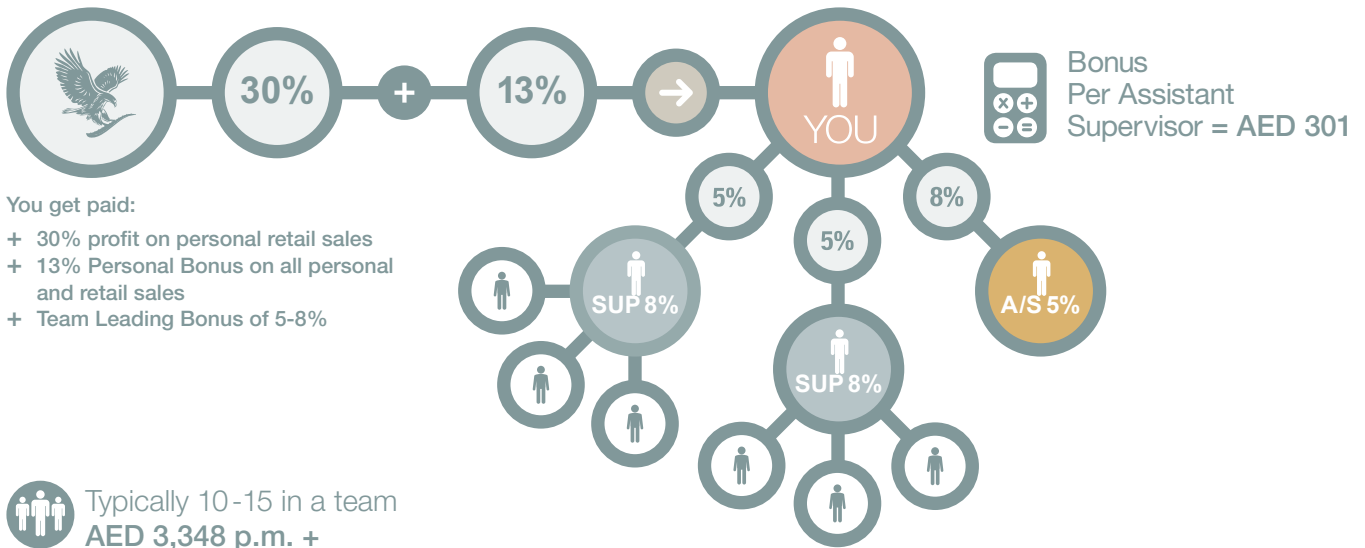 30%
+
13%
YOU
Bonus
Per Assistant
Supervisor = AED 301
You get paid:
+ 30% profit on personal retail sales
+ 13% Personal Bonus on all personal
and retail sales
+ Team Leading Bonus of 5-8%
5%
5%
8%
SUP 8%
SUP 8%
A/S 5%
Typically 10-15 in a team
AED 3,348 p.m. +